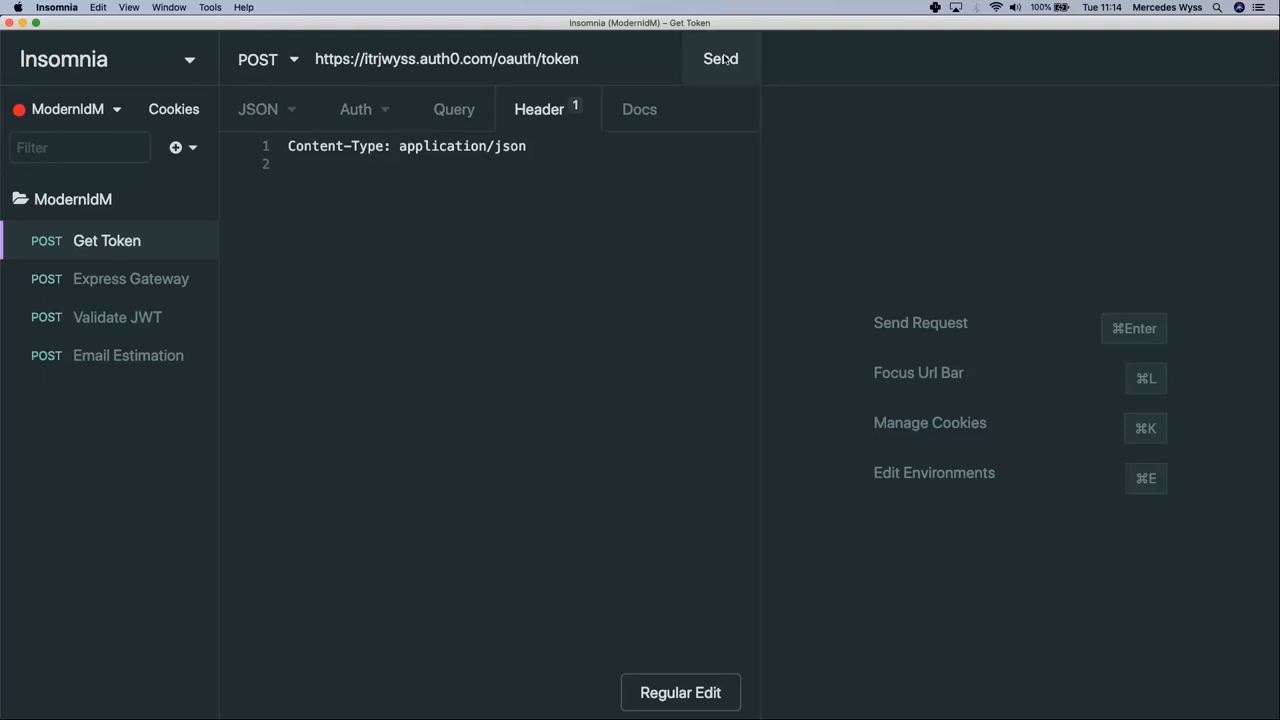 Insomnia Edit View Window Tools Help 100% Tue 11:14 Mercedes Wyss
Insomnia (ModernIdM) – Get Token
Insomnia
POST https://itrjwyss.auth0.com/oauth/token Send
ModernIdM Cookies
JSON Auth Query Header 1 Docs
Filter
1 Content-Type: application/json
2
ModernIdM
POST Get Token
POST Express Gateway
POST Validate JWT
POST Email Estimation
Send Request ⌘Enter
Focus Url Bar ⌘L
Manage Cookies ⌘K
Edit Environments ⌘E
Regular Edit